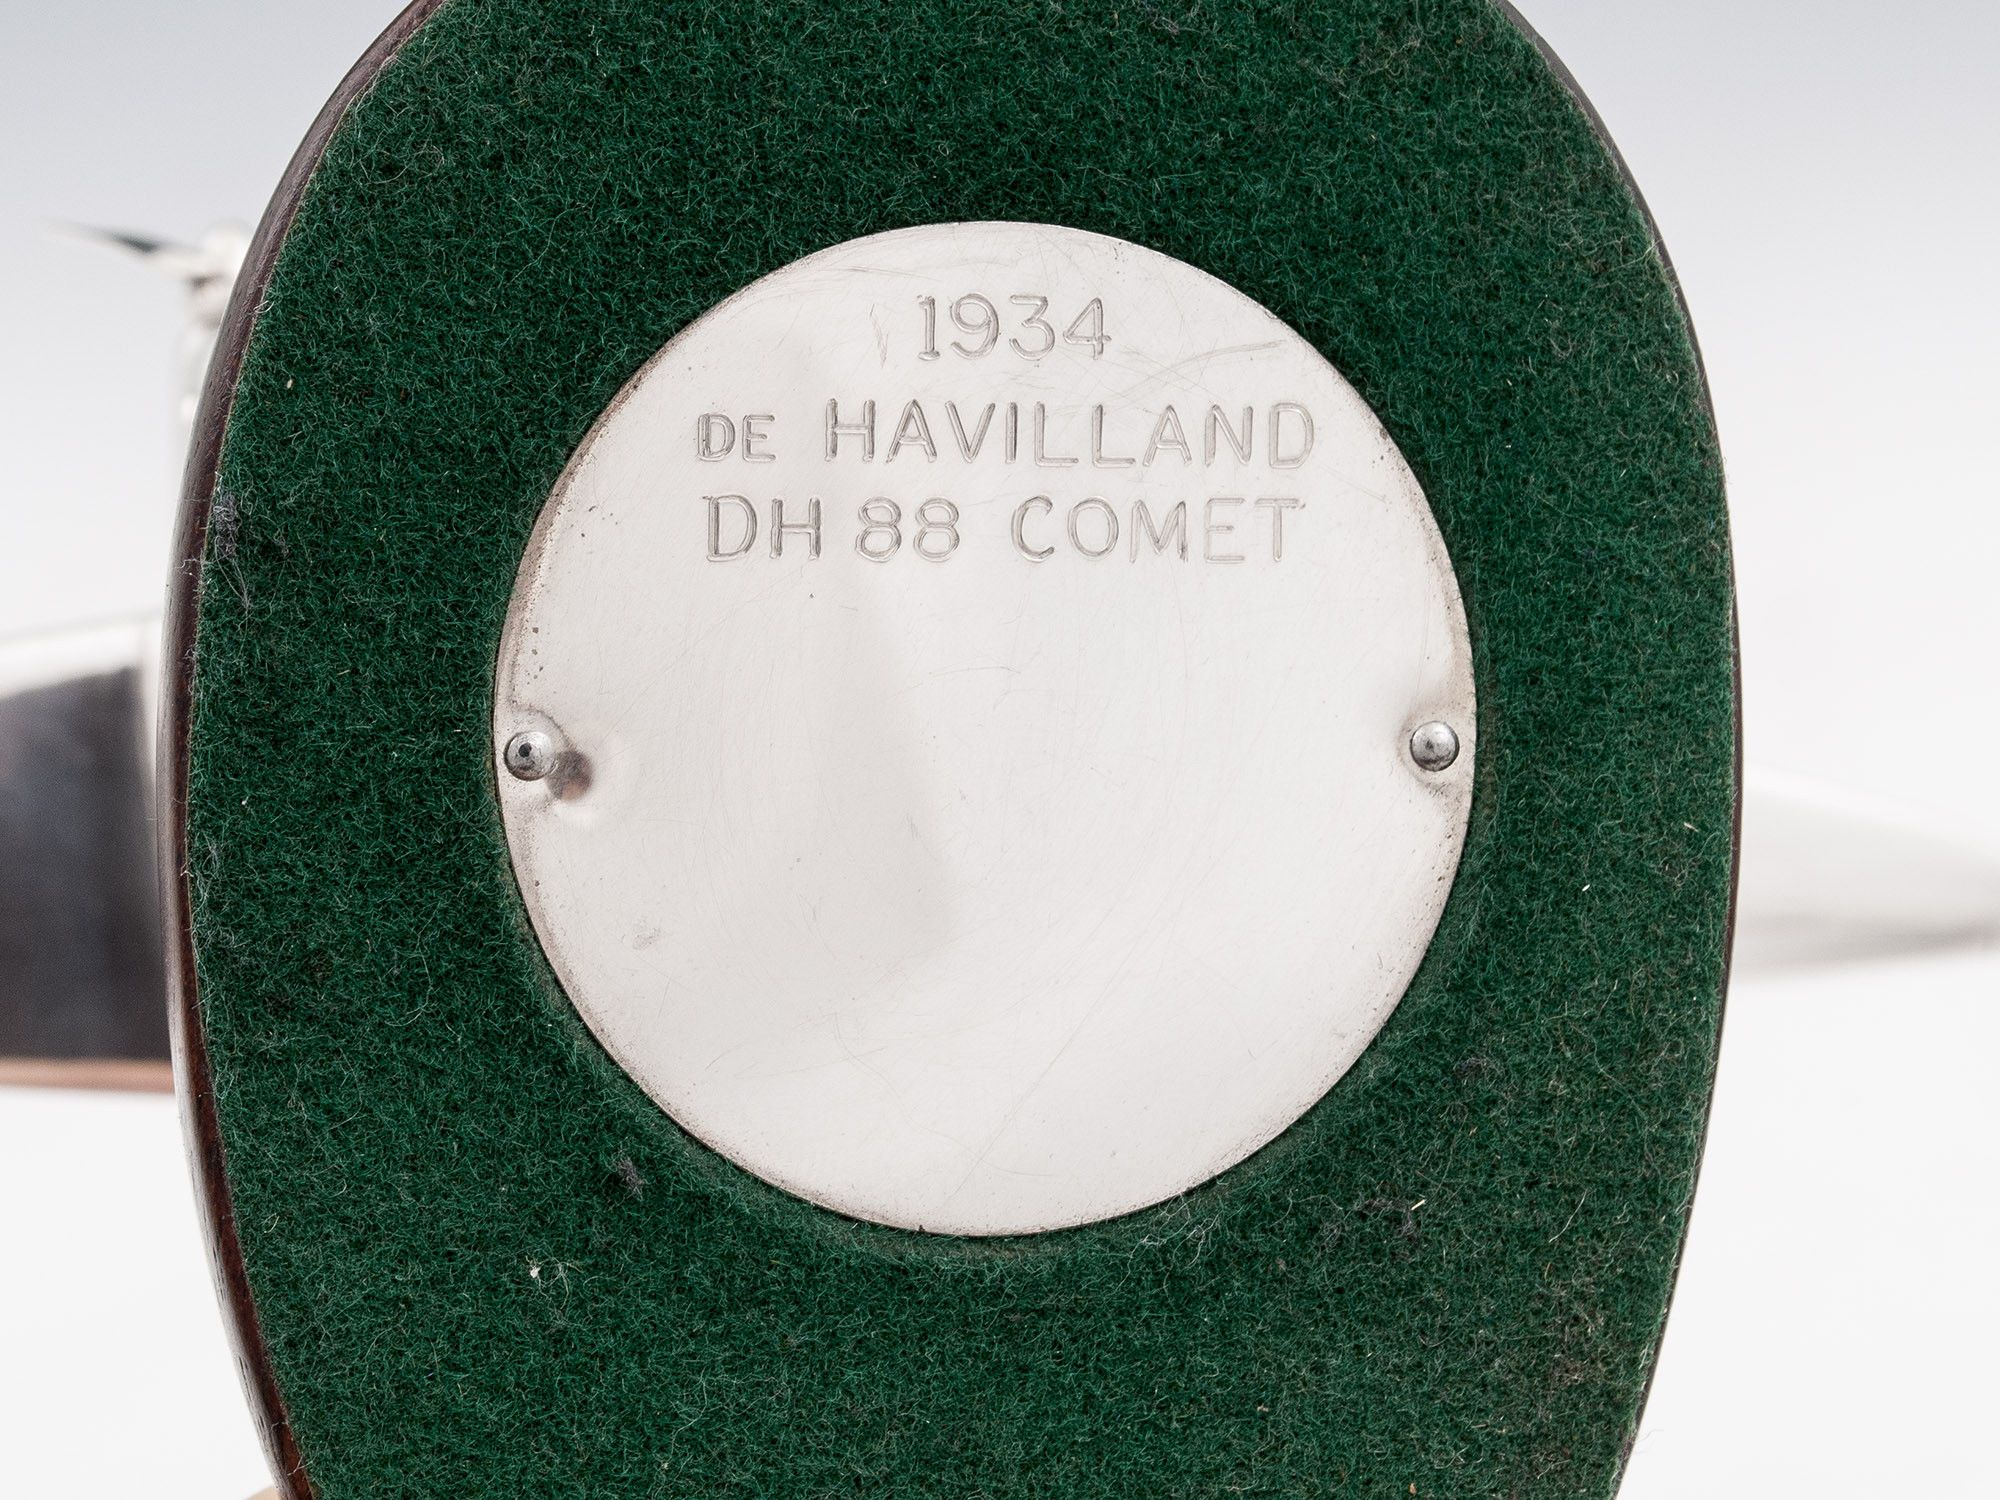 1934
DE HAVILLAND
DH 88 COMET